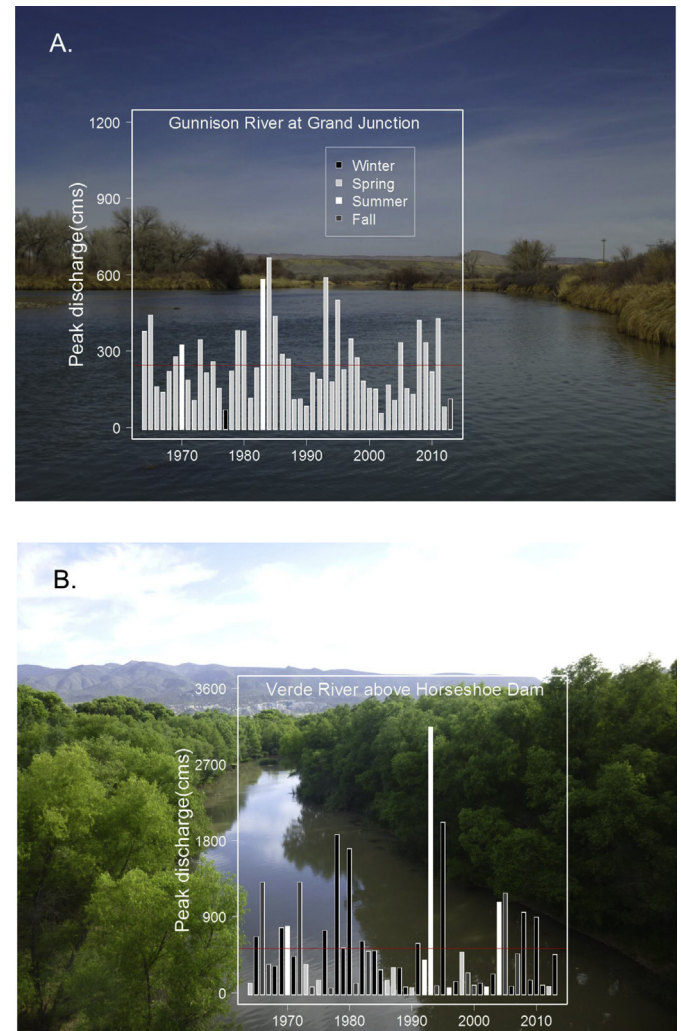 A.
Gunnison River at Grand Junction
1200
900
600
300
0
Peak discharge(cms)
Winter
Spring
Summer
Fall
1970 1980 1990 2000 2010
B.
Verde River above Horseshoe Dam
3600
2700
1800
900
0
Peak discharge(cms)
1970 1980 1990 2000 2010